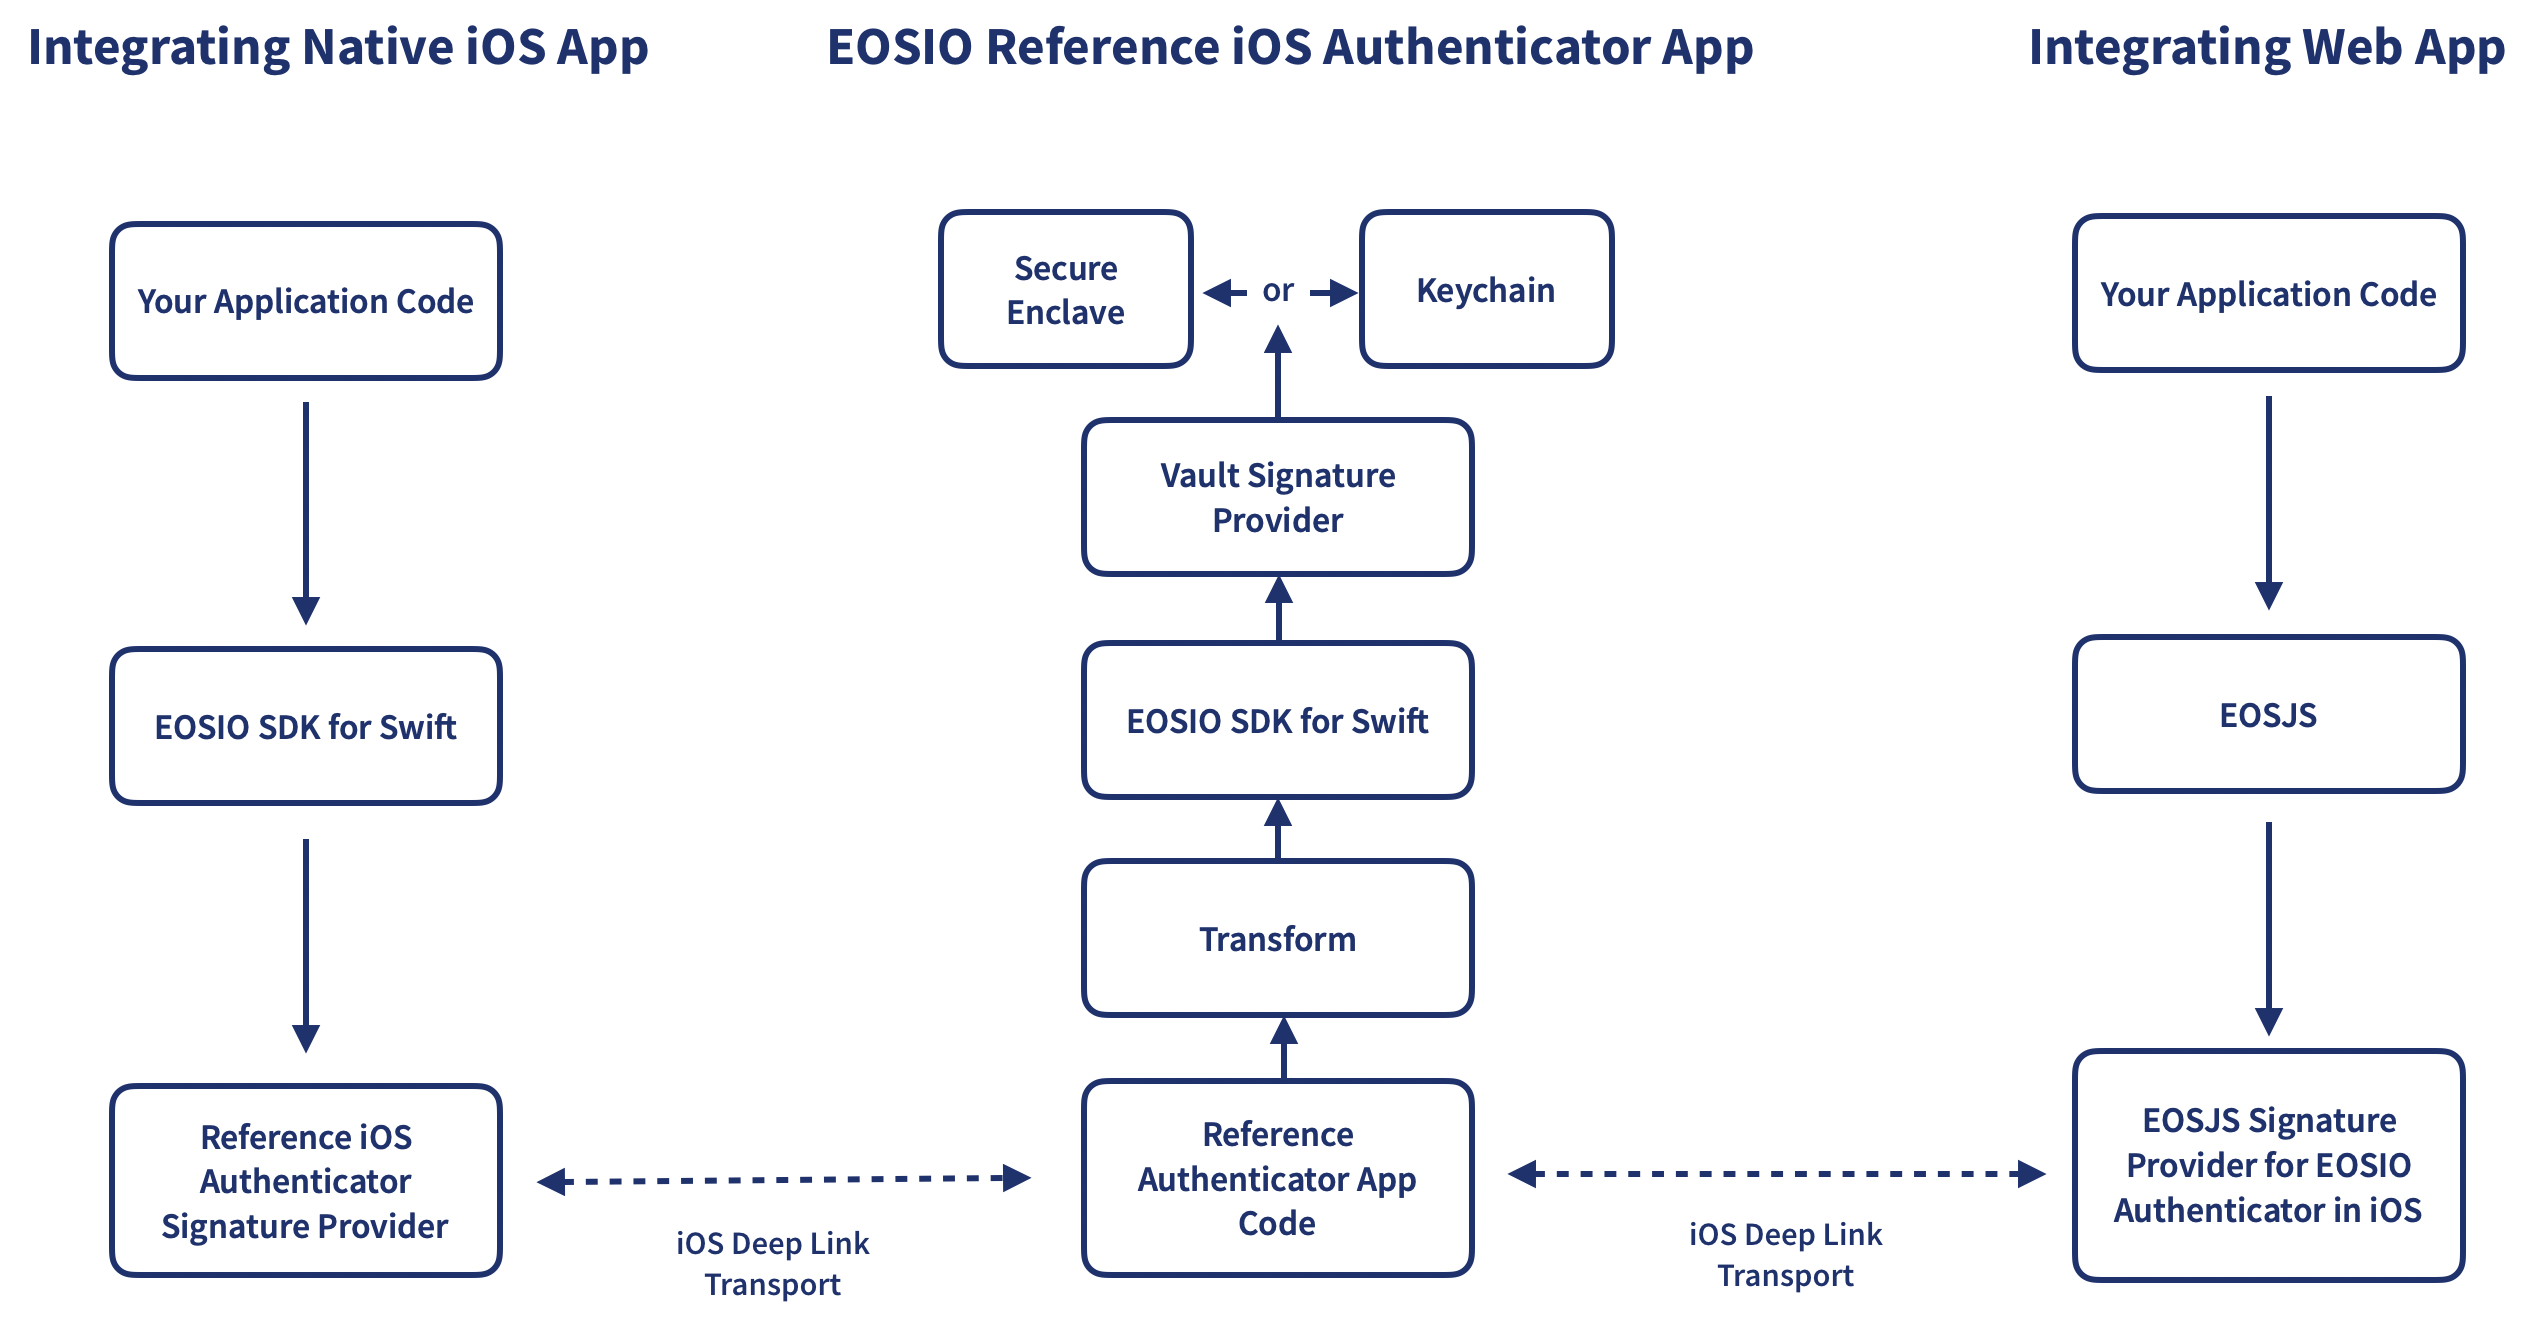 Integrating Native iOS App
EOSIO Reference iOS Authenticator App
Integrating Web App
Your Application Code
EOSIO SDK for Swift
Reference iOS
Authenticator
Signature Provider
iOS Deep Link
Transport
Secure
Enclave
or
Keychain
Vault Signature
Provider
EOSIO SDK for Swift
Transform
Reference
Authenticator App
Code
iOS Deep Link
Transport
Your Application Code
EOSJS
EOSJS Signature
Provider for EOSIO
Authenticator in iOS